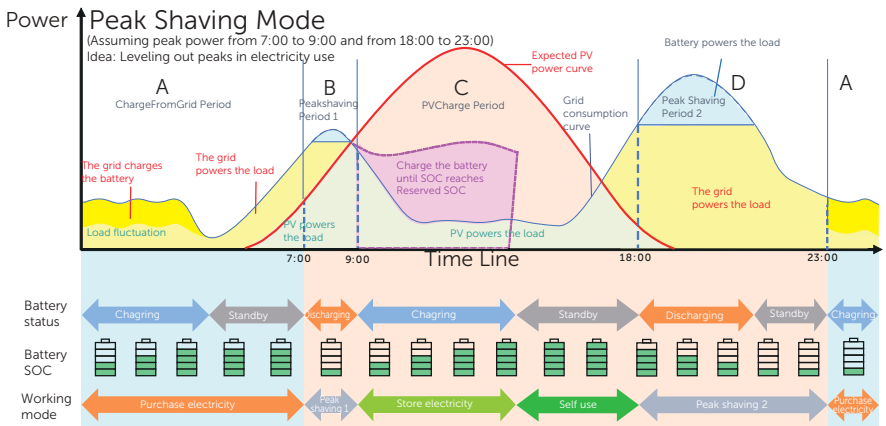 Power
Peak Shaving Mode
(Assuming peak power from 7:00 to 9:00 and from 18:00 to 23:00)
Idea: Leveling out peaks in electricity use
A
ChargeFromGrid Period
B
Peakshaving
Period 1
C
PVCharge Period
Expected PV
power curve
Grid
consumption
curve
Battery powers the load
D
Peak Shaving
Period 2
A
The grid charges
the battery
The grid
powers the load
Charge the battery
until SOC reaches
Reserved SOC
The grid
powers the load
Load fluctuation
PV powers
the load
PV powers the load
7:00
9:00
Time Line
18:00
23:00
Battery
status
Chagring
Standby
Discharging
Chagring
Standby
Discharging
Standby
Chagring
Battery
SOC
Working
mode
Purchase electricity
Peak
shaving 1
Store electricity
Self use
Peak shaving 2
Purchase
electricity